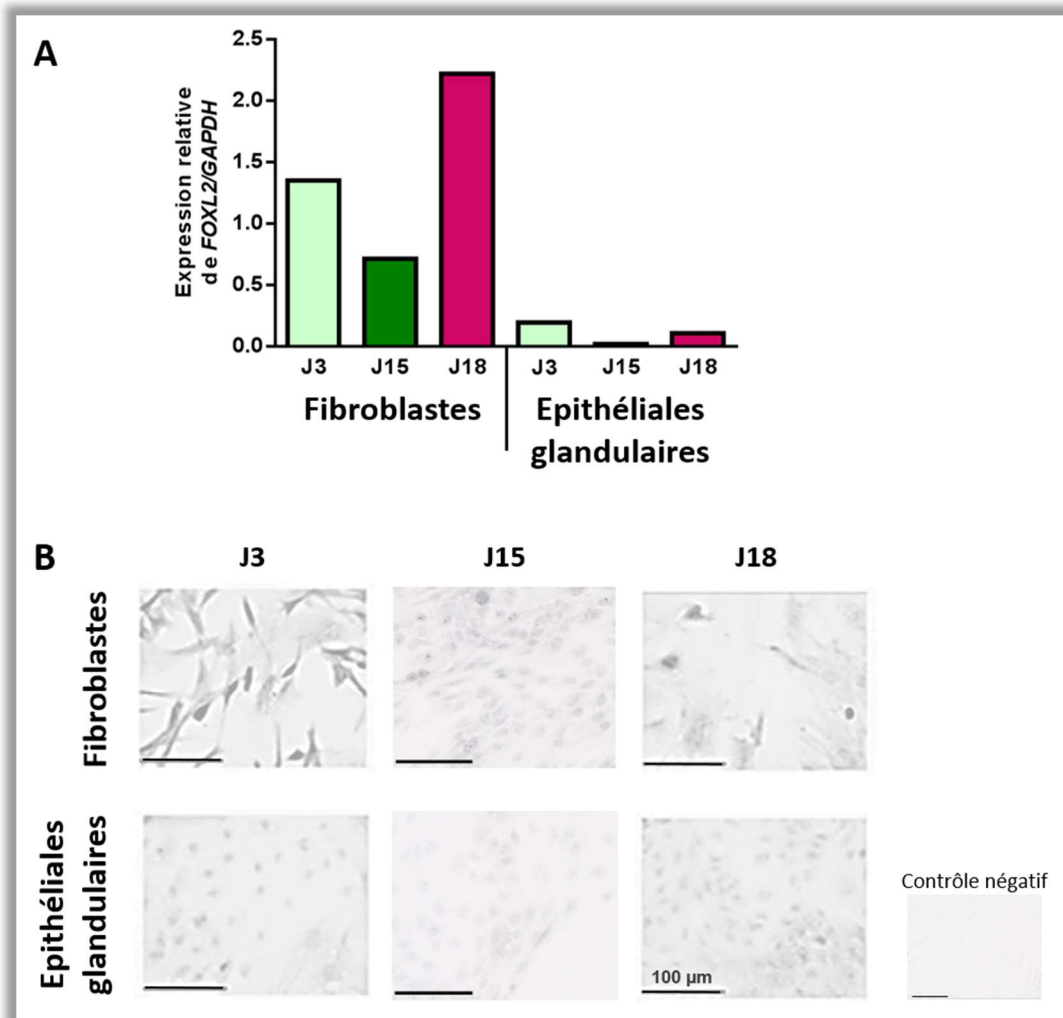 A
Expression relative
de FOXL2/GAPDH
2.5
2.0
1.5
1.0
0.5
0.0
J3 J15 J18 J3 J15 J18
Fibroblastes Epithéliales
glandulaires
B
J3 J15 J18
Fibroblastes
Epithéliales
glandulaires
100 µm
Contrôle négatif